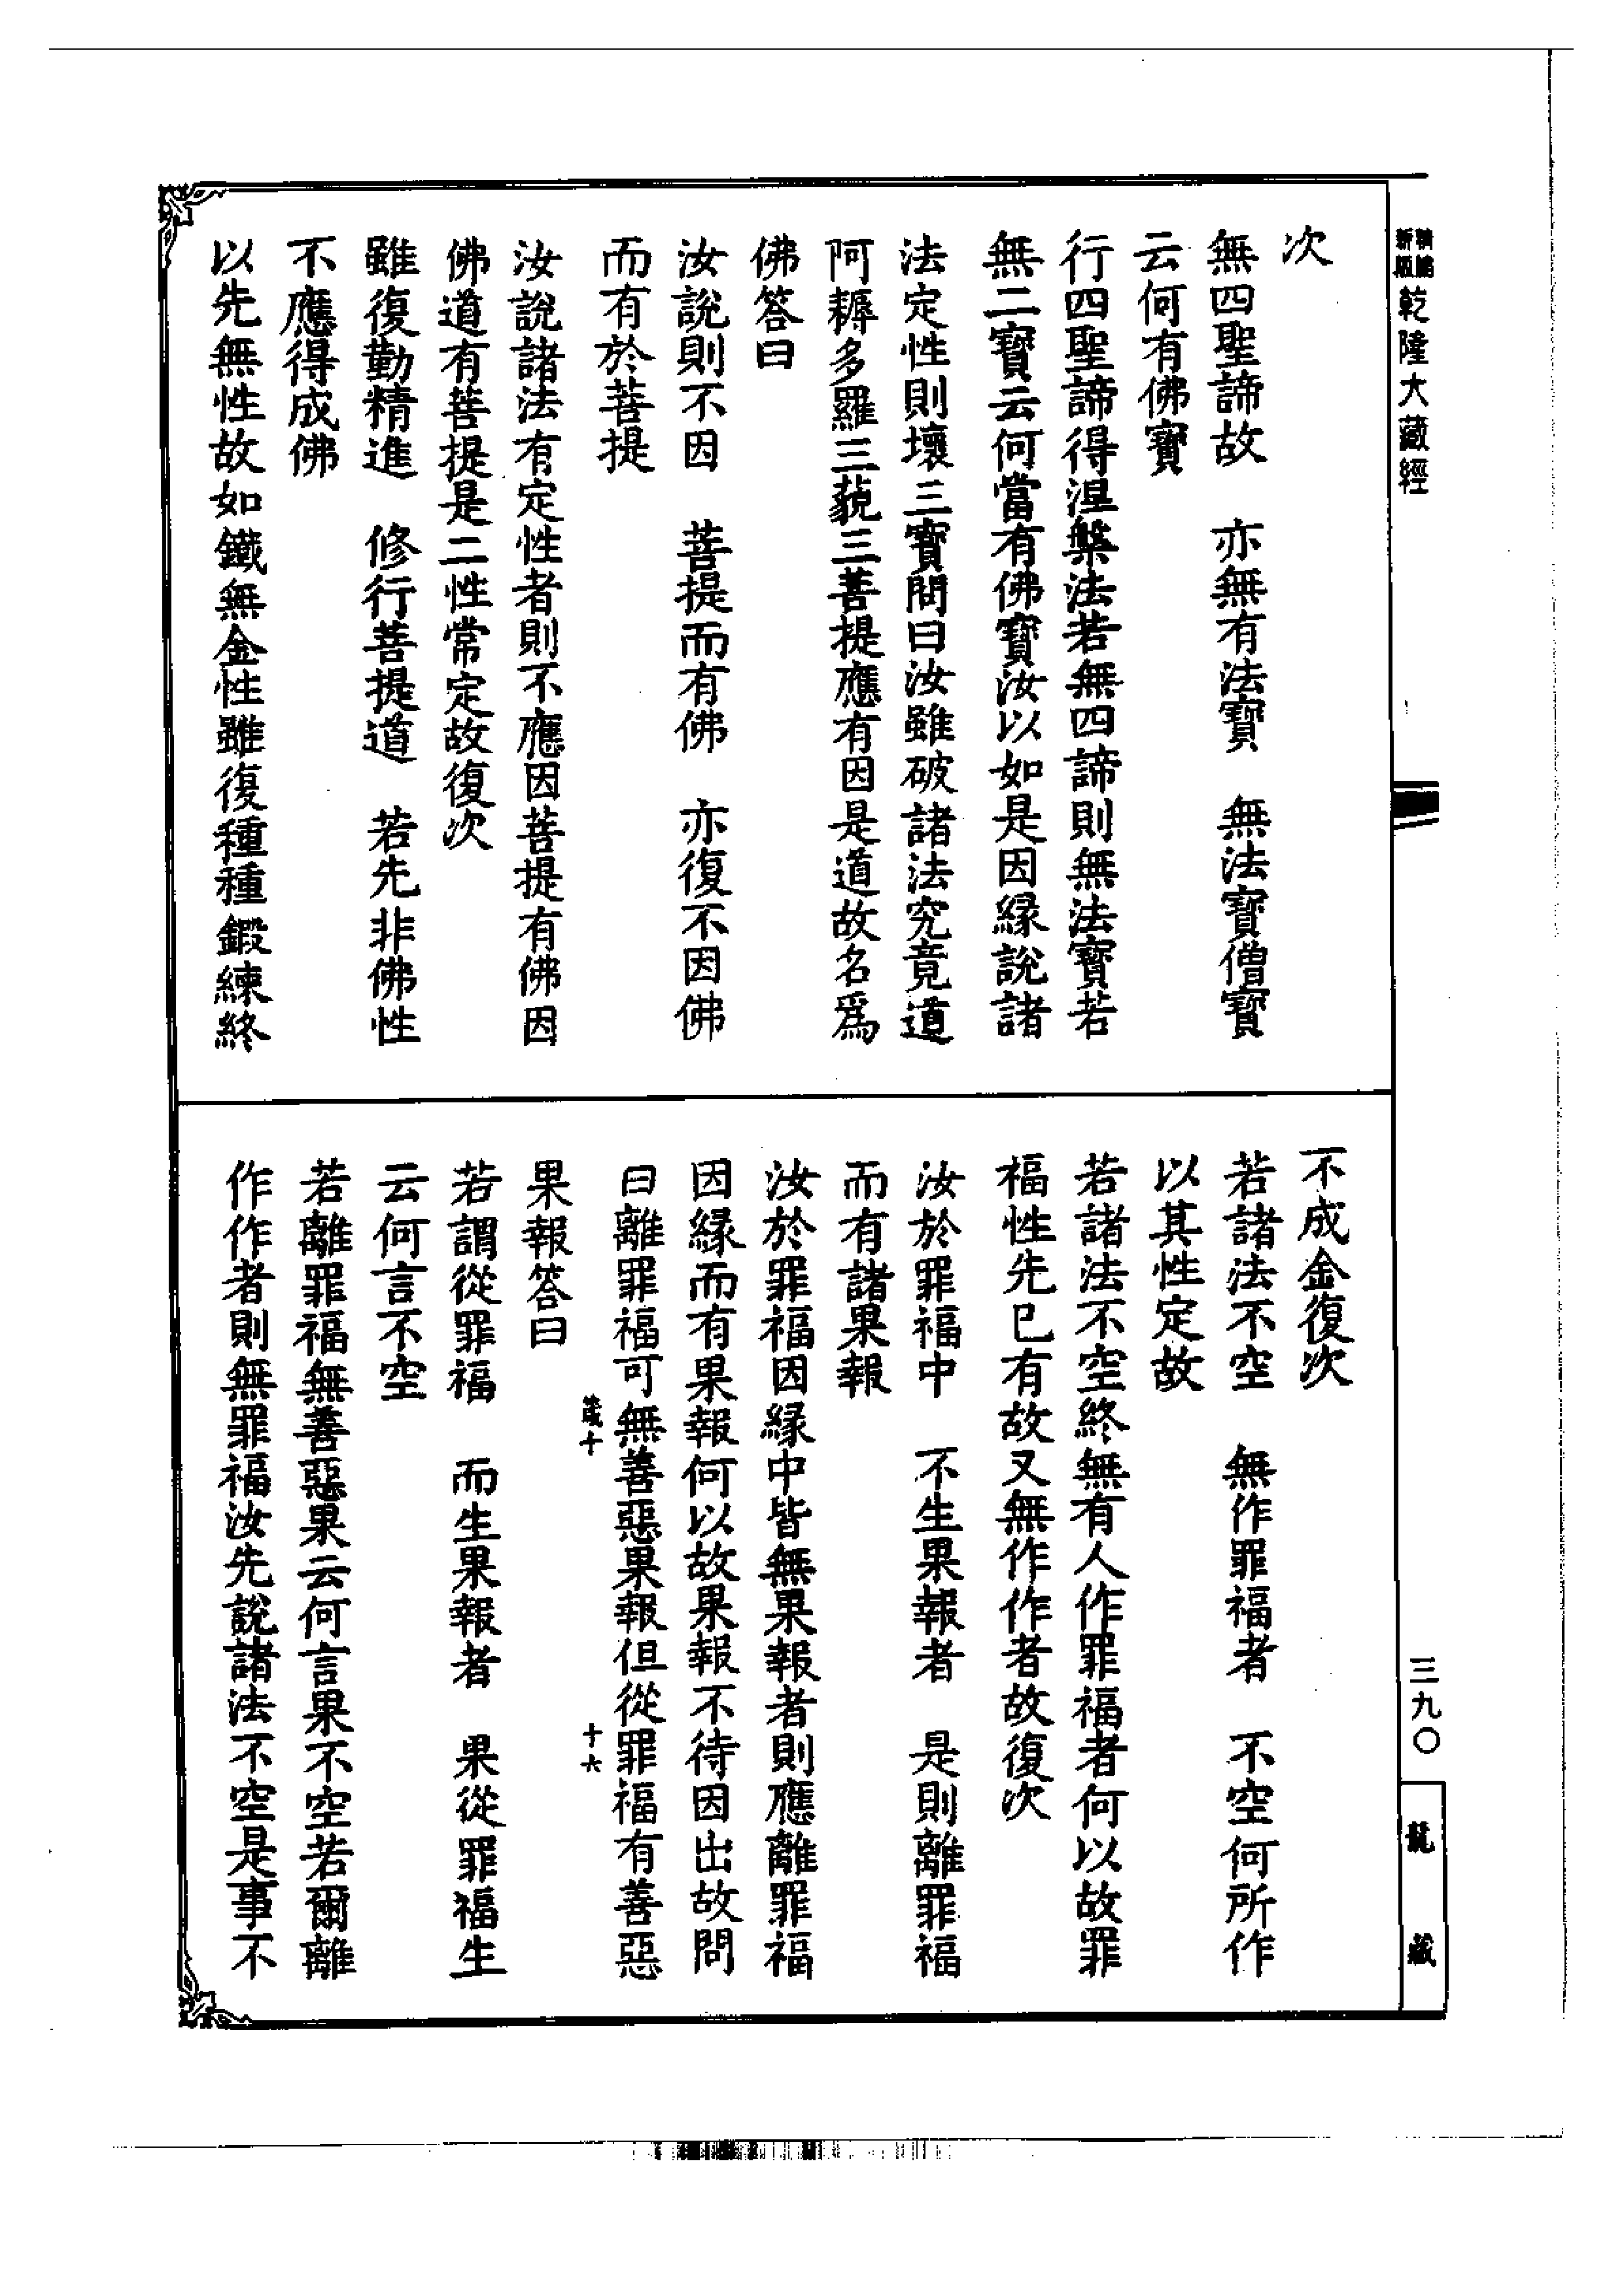 精縮新版乾隆大藏經
三九〇
龍藏
次
無四聖諦故　亦無有法寶　無法寶僧寶
云何有佛寶
行四聖諦得涅槃法若無四諦則無法寶若
無二寶云何當有佛寶汝以如是因縁說諸
法定性則壞三寶問曰汝雖破諸法究竟道
阿耨多羅三藐三菩提應有因是道故名爲
佛答曰
汝說則不因　菩提而有佛　亦復不因佛
而有於菩提
汝說諸法有定性者則不應因菩提有佛因
佛道有菩提是二性常定故復次
雖復勤精進　修行菩提道　若先非佛性
不應得成佛
以先無性故如鐵無金性雖復種種鍛練終
不成金復次
若諸法不空　無作罪福者　不空何所作
以其性定故
若諸法不空終無有人作罪福者何以故罪
福性先已有故又無作作者故復次
汝於罪福中　不生果報者　是則離罪福
而有諸果報
汝於罪福因縁中皆無果報者則應離罪福
因縁而有果報何以故果報不待因出故問
曰離罪福可無善惡果報但從罪福有善惡
十　十六
果報答曰
若謂從罪福　而生果報者　果從罪福生
云何言不空
若離罪福無善惡果云何言果不空若爾離
作作者則無罪福汝先說諸法不空是事不